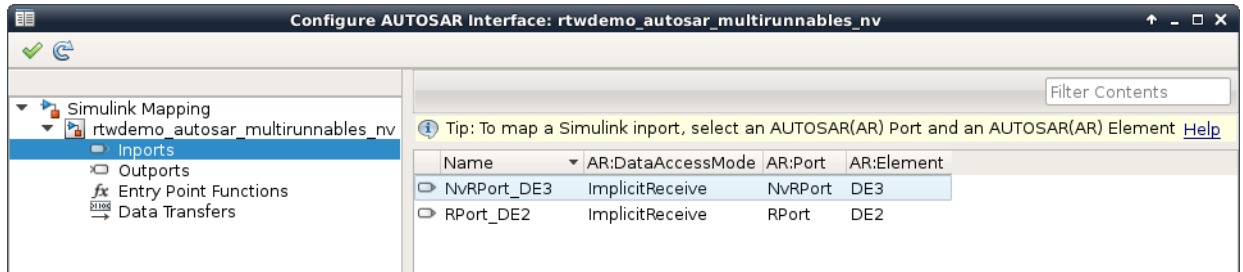 Configure AUTOSAR Interface: rtwdemo_autosar_multirunnables_nv
Filter Contents
Simulink Mapping
rtwdemo_autosar_multirunnables_nv
Inports
Outports
fx Entry Point Functions
Data Transfers
Tip: To map a Simulink inport, select an AUTOSAR(AR) Port and an AUTOSAR(AR) Element Help
Name AR:DataAccessMode AR:Port AR:Element
NvRPort_DE3 ImplicitReceive NvRPort DE3
RPort_DE2 ImplicitReceive RPort DE2